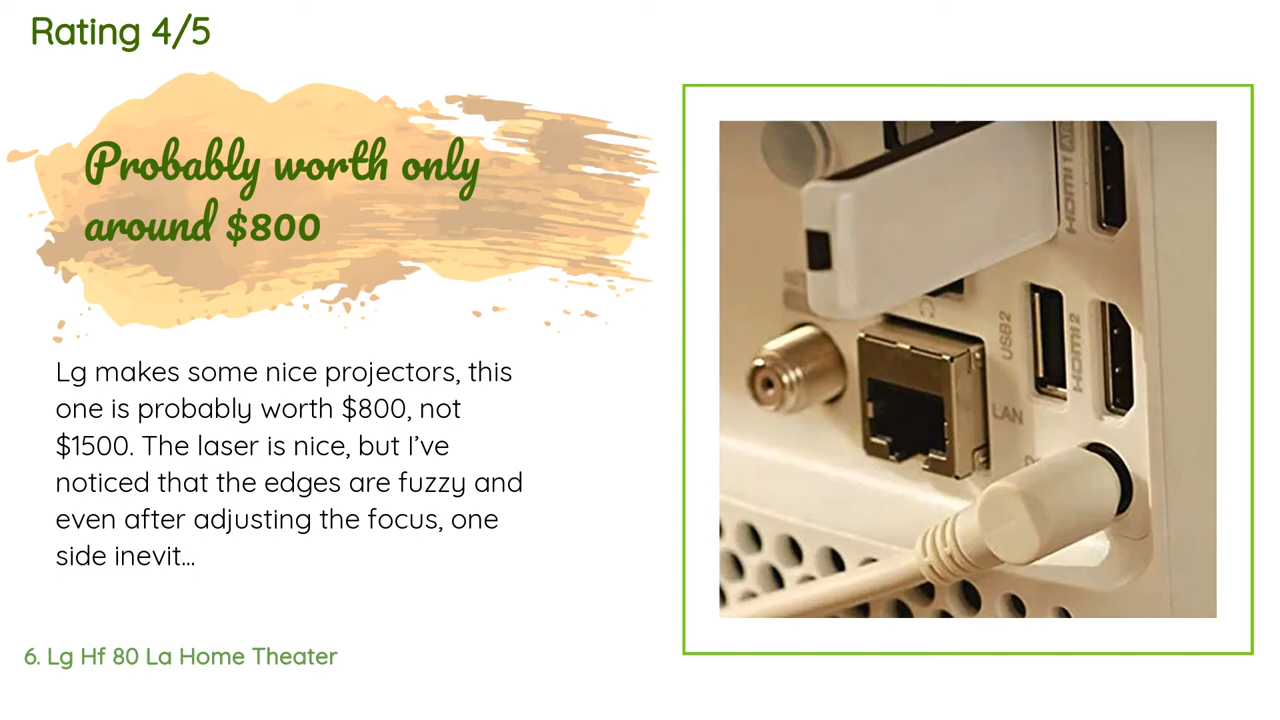 Rating 4/5
Probably worth only
around $800
Lg makes some nice projectors, this
one is probably worth $800, not
$1500. The laser is nice, but I’ve
noticed that the edges are fuzzy and
even after adjusting the focus, one
side inevit...
6. Lg Hf 80 La Home Theater
HDMI 1
USB2
HDMI 2
LAN